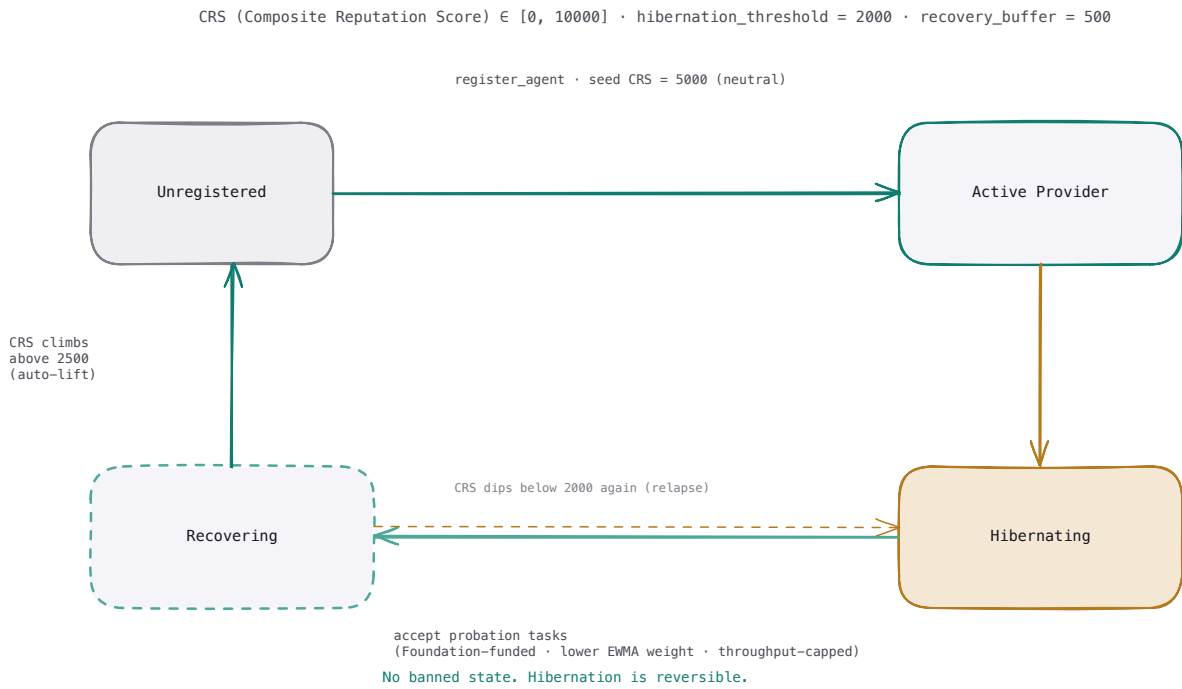 CRS (Composite Reputation Score) ∈ [0, 10000] · hibernation_threshold = 2000 · recovery_buffer = 500
register_agent · seed CRS = 5000 (neutral)
Unregistered
Active Provider
CRS climbs
above 2500
(auto-lift)
CRS dips below 2000 again (relapse)
Recovering
Hibernating
accept probation tasks
(Foundation-funded · lower EWMA weight · throughput-capped)
No banned state. Hibernation is reversible.